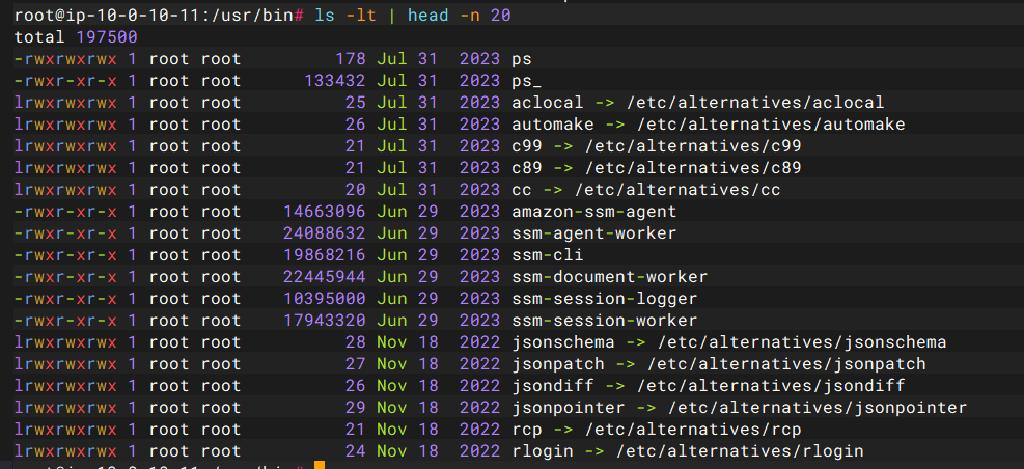 root@ip-10-0-10-11:/usr/bin# ls -lt | head -n 20
total 197500
-rwxrwxrwx 1 root root 178 Jul 31 2023 ps
-rwxr-xr-x 1 root root 133432 Jul 31 2023 ps_
lrwxrwxrwx 1 root root 25 Jul 31 2023 aclocal -> /etc/alternatives/aclocal
lrwxrwxrwx 1 root root 26 Jul 31 2023 automake -> /etc/alternatives/automake
lrwxrwxrwx 1 root root 21 Jul 31 2023 c99 -> /etc/alternatives/c99
lrwxrwxrwx 1 root root 21 Jul 31 2023 c89 -> /etc/alternatives/c89
lrwxrwxrwx 1 root root 20 Jul 31 2023 cc -> /etc/alternatives/cc
-rwxr-xr-x 1 root root 14663096 Jun 29 2023 amazon-ssm-agent
-rwxr-xr-x 1 root root 24088632 Jun 29 2023 ssm-agent-worker
-rwxr-xr-x 1 root root 19868216 Jun 29 2023 ssm-cli
-rwxr-xr-x 1 root root 22445944 Jun 29 2023 ssm-document-worker
-rwxr-xr-x 1 root root 10395000 Jun 29 2023 ssm-session-logger
-rwxr-xr-x 1 root root 17943320 Jun 29 2023 ssm-session-worker
lrwxrwxrwx 1 root root 28 Nov 18 2022 jsonschema -> /etc/alternatives/jsonschema
lrwxrwxrwx 1 root root 27 Nov 18 2022 jsonpatch -> /etc/alternatives/jsonpatch
lrwxrwxrwx 1 root root 26 Nov 18 2022 jsondiff -> /etc/alternatives/jsondiff
lrwxrwxrwx 1 root root 29 Nov 18 2022 jsonpointer -> /etc/alternatives/jsonpointer
lrwxrwxrwx 1 root root 21 Nov 18 2022 rcp -> /etc/alternatives/rcp
lrwxrwxrwx 1 root root 24 Nov 18 2022 rlogin -> /etc/alternatives/rlogin